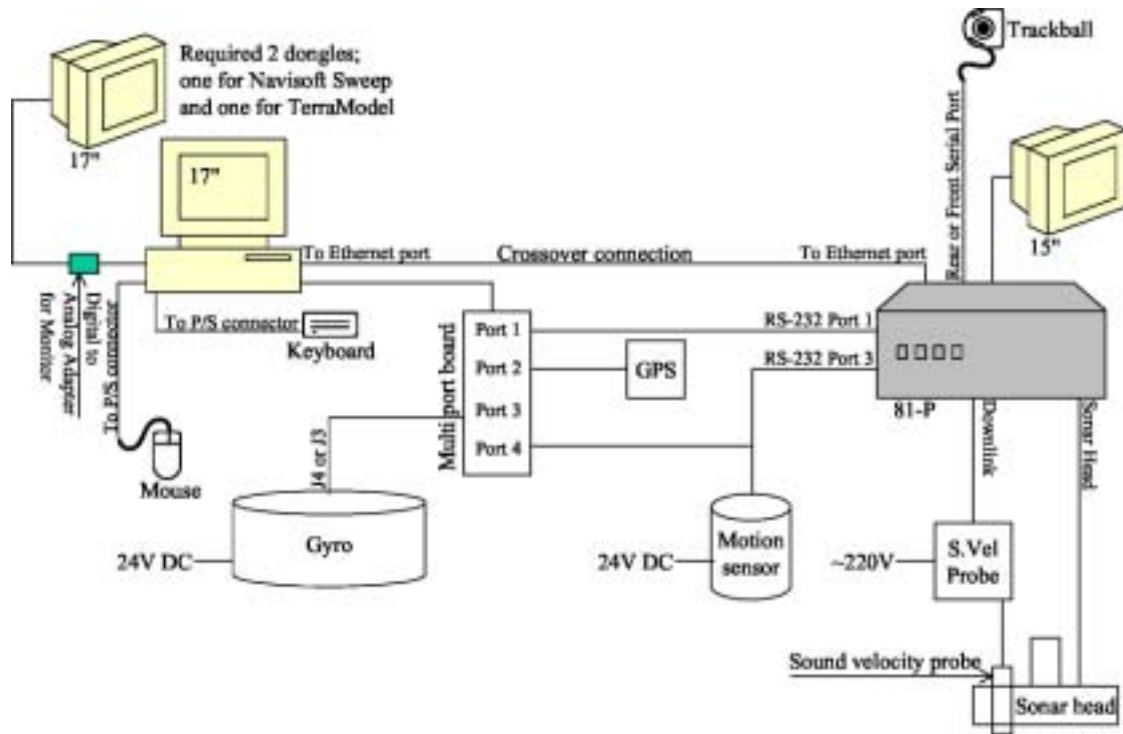 Required 2 dongles;
one for Navisoft Sweep
and one for TerraModel
17"
17"
Trackball
Rear or Front Serial Port
15"
To Ethernet port
Crossover connection
To Ethernet port
Digital to
Analog Adapter
for Monitor
To P/S connector
To P/S connector
Keyboard
Mouse
Multi port board
Port 1
Port 2
Port 3
Port 4
RS-232 Port 1
RS-232 Port 3
GPS
81-P
Downlink
Sonar Head
J4 or J3
Gyro
24V DC
24V DC
Motion
sensor
~220V
S.Vel
Probe
Sound velocity probe
Sonar head